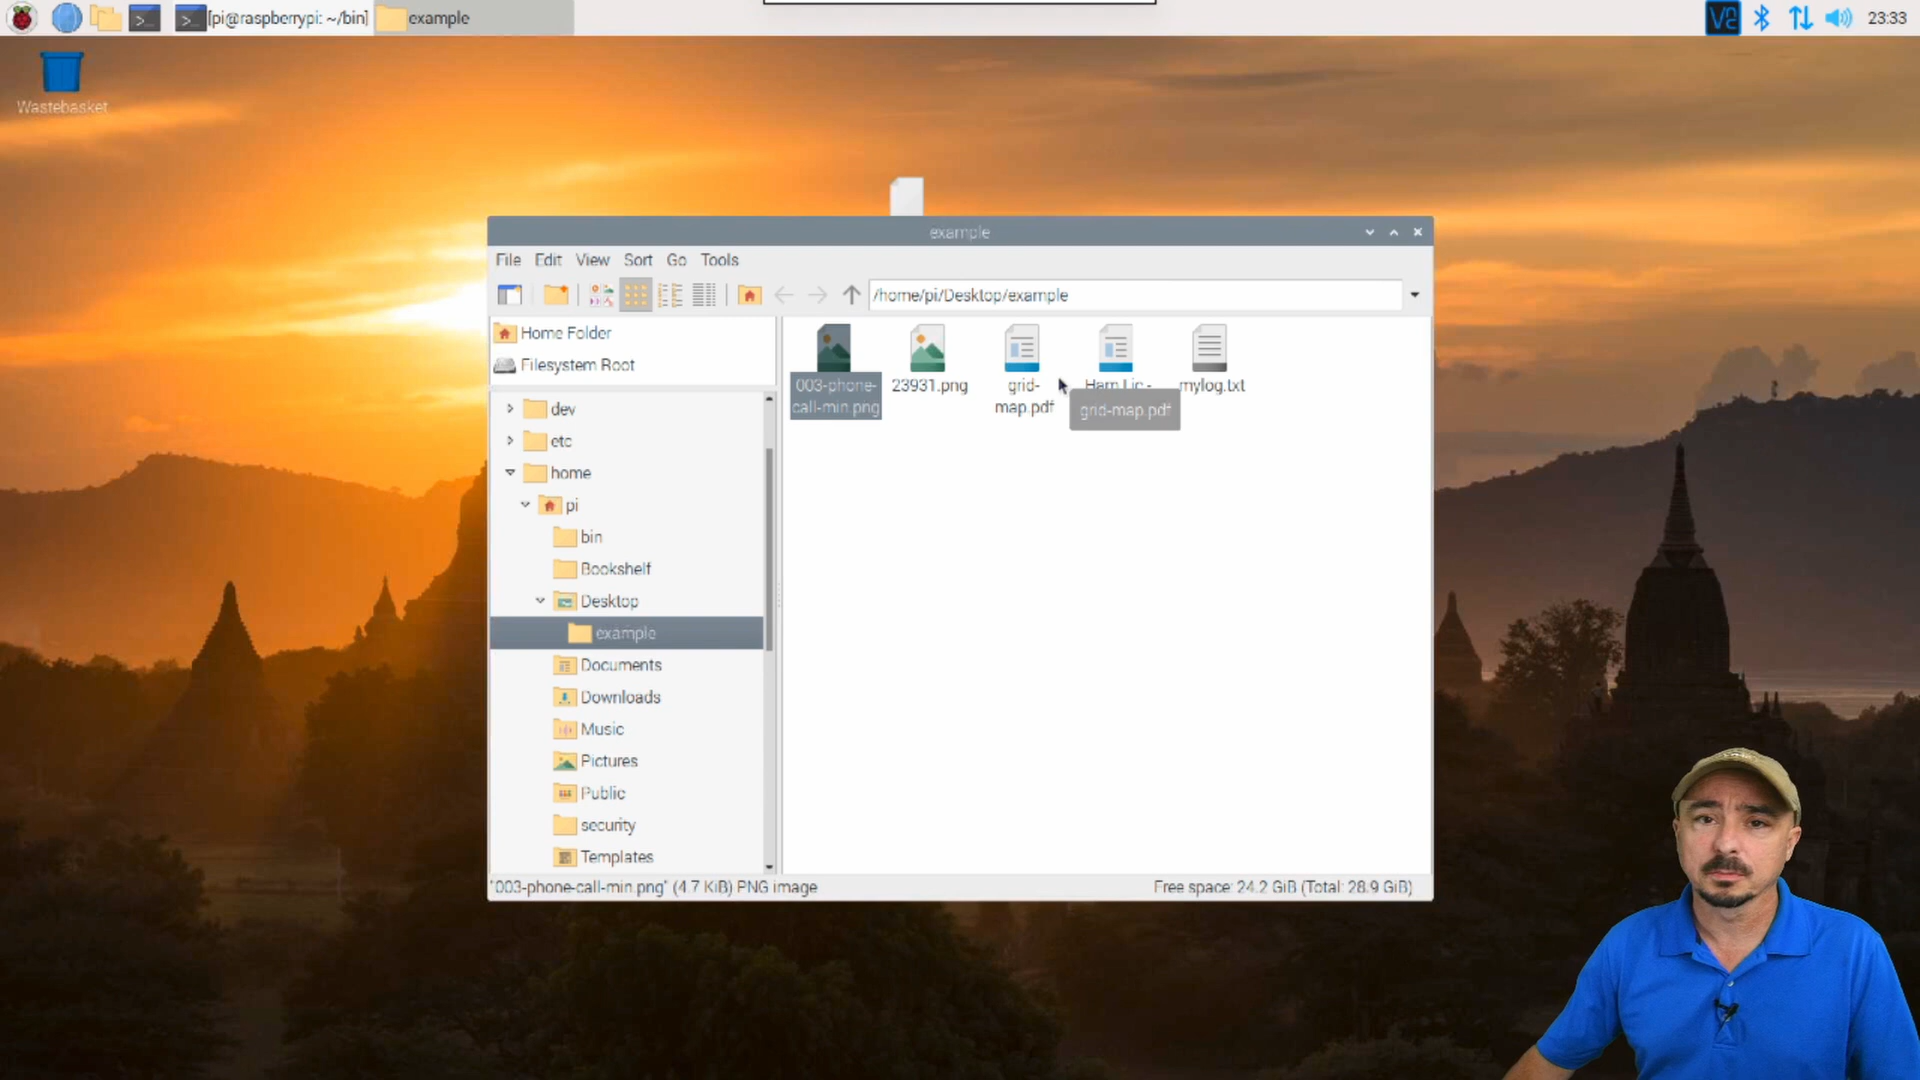 [pi@raspberrypi: ~/bin]
example
23:33
Wastebasket
example
File Edit View Sort Go Tools
/home/pi/Desktop/example
Home Folder
Filesystem Root
dev
etc
home
pi
bin
Bookshelf
Desktop
example
Documents
Downloads
Music
Pictures
Public
security
Templates
003-phone-
call-min.png
23931.png
grid-
map.pdf
Ham Lic -
mylog.txt
grid-map.pdf
"003-phone-call-min.png" (4.7 KiB) PNG image
Free space: 24.2 GiB (Total: 28.9 GiB)